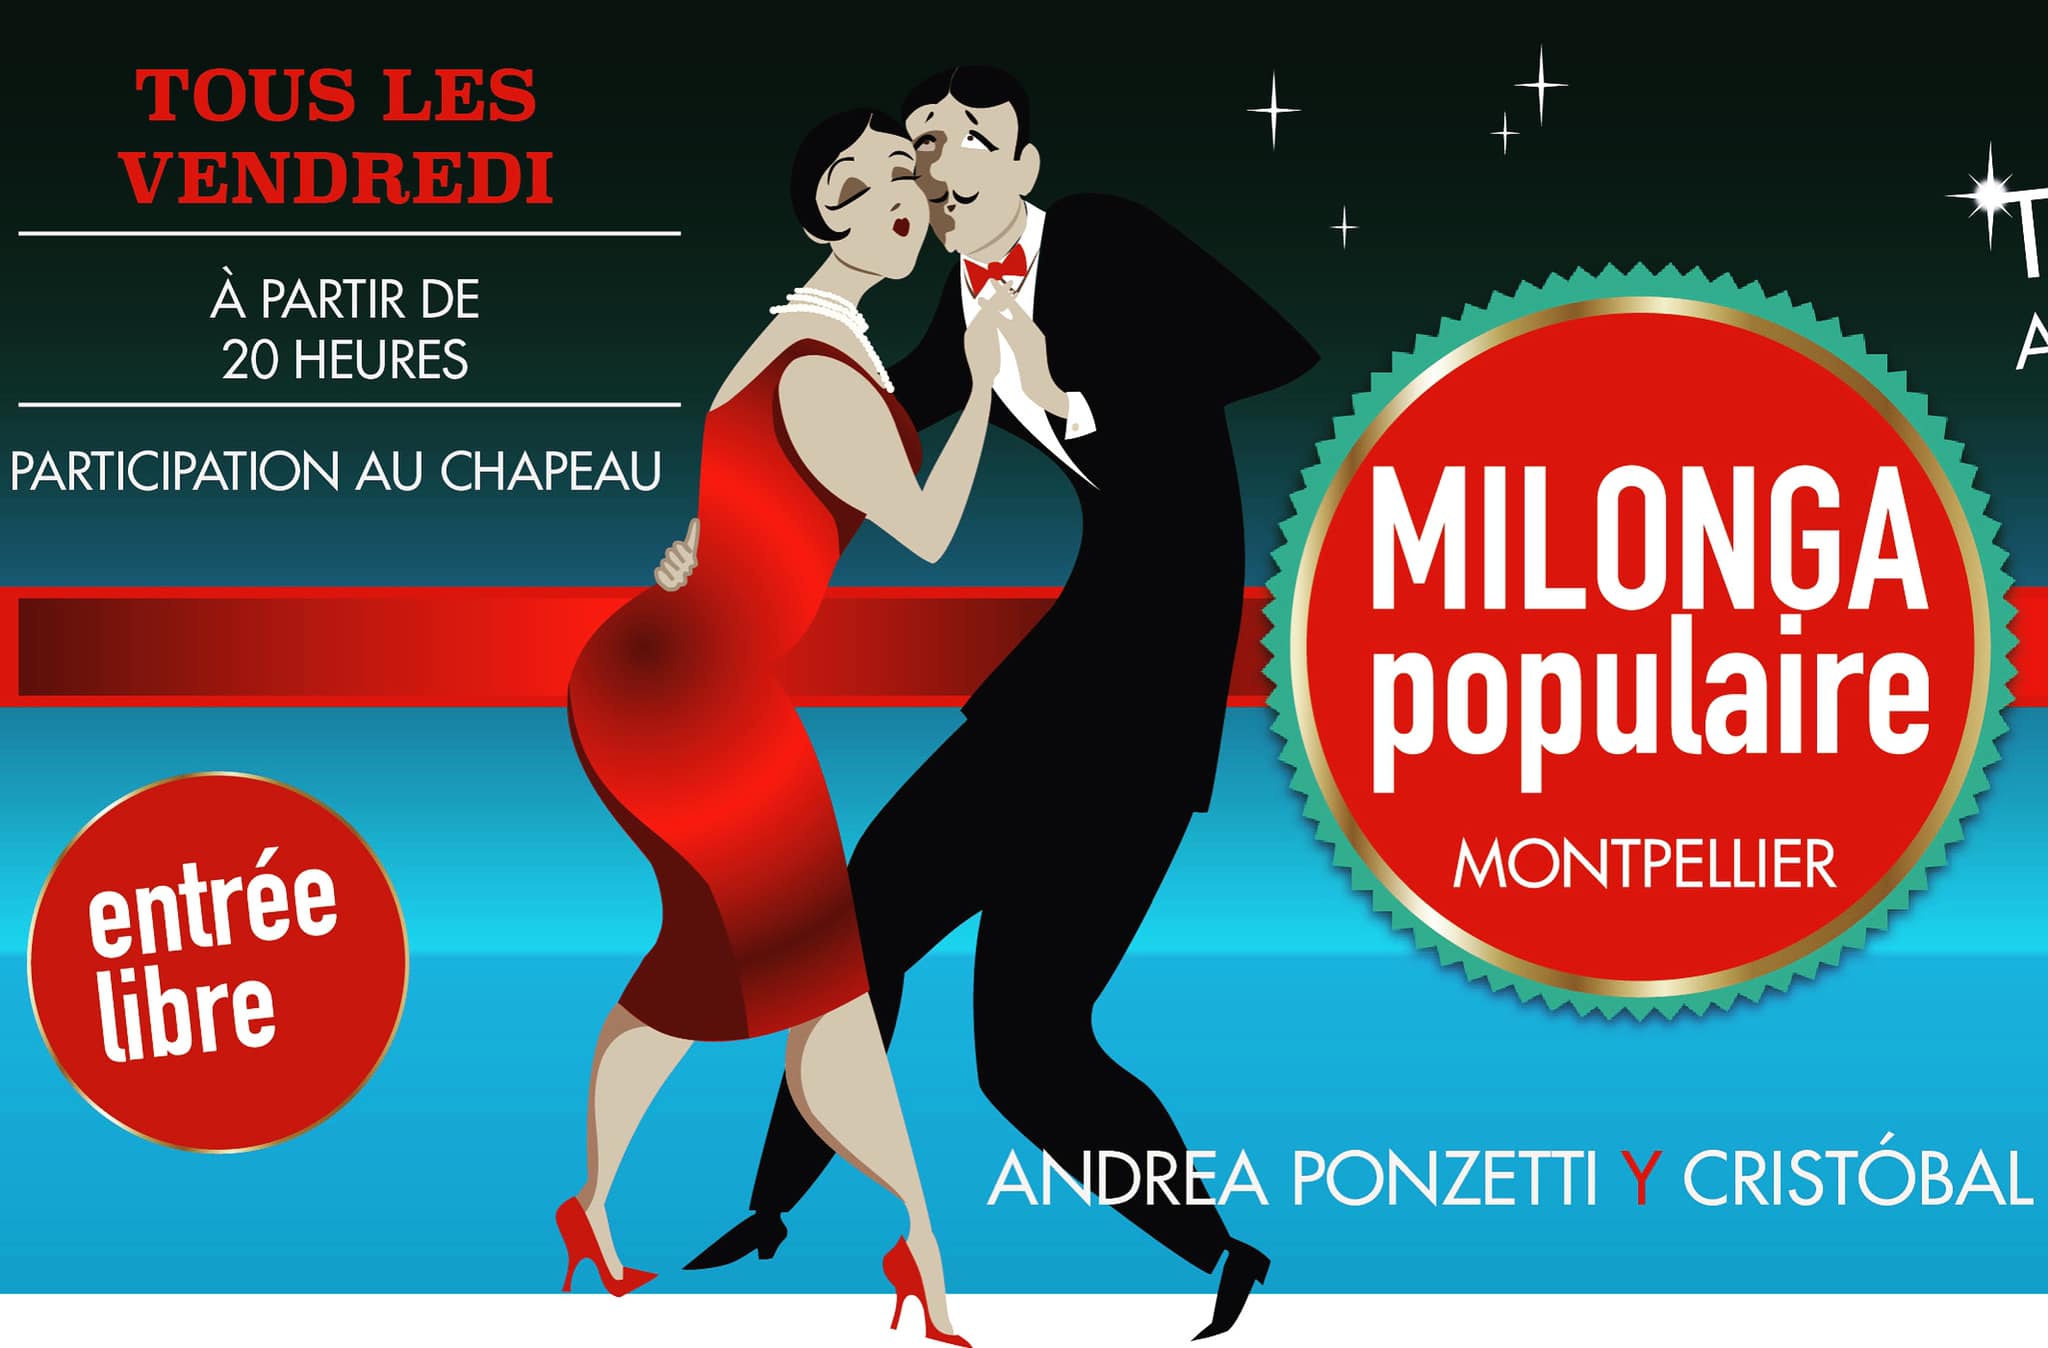 TOUS LES
VENDREDI
À PARTIR DE
20 HEURES
PARTICIPATION AU CHAPEAU
MILONGA
populaire
MONTPELLIER
entrée
libre
ANDREA PONZETTI Y CRISTÓBAL